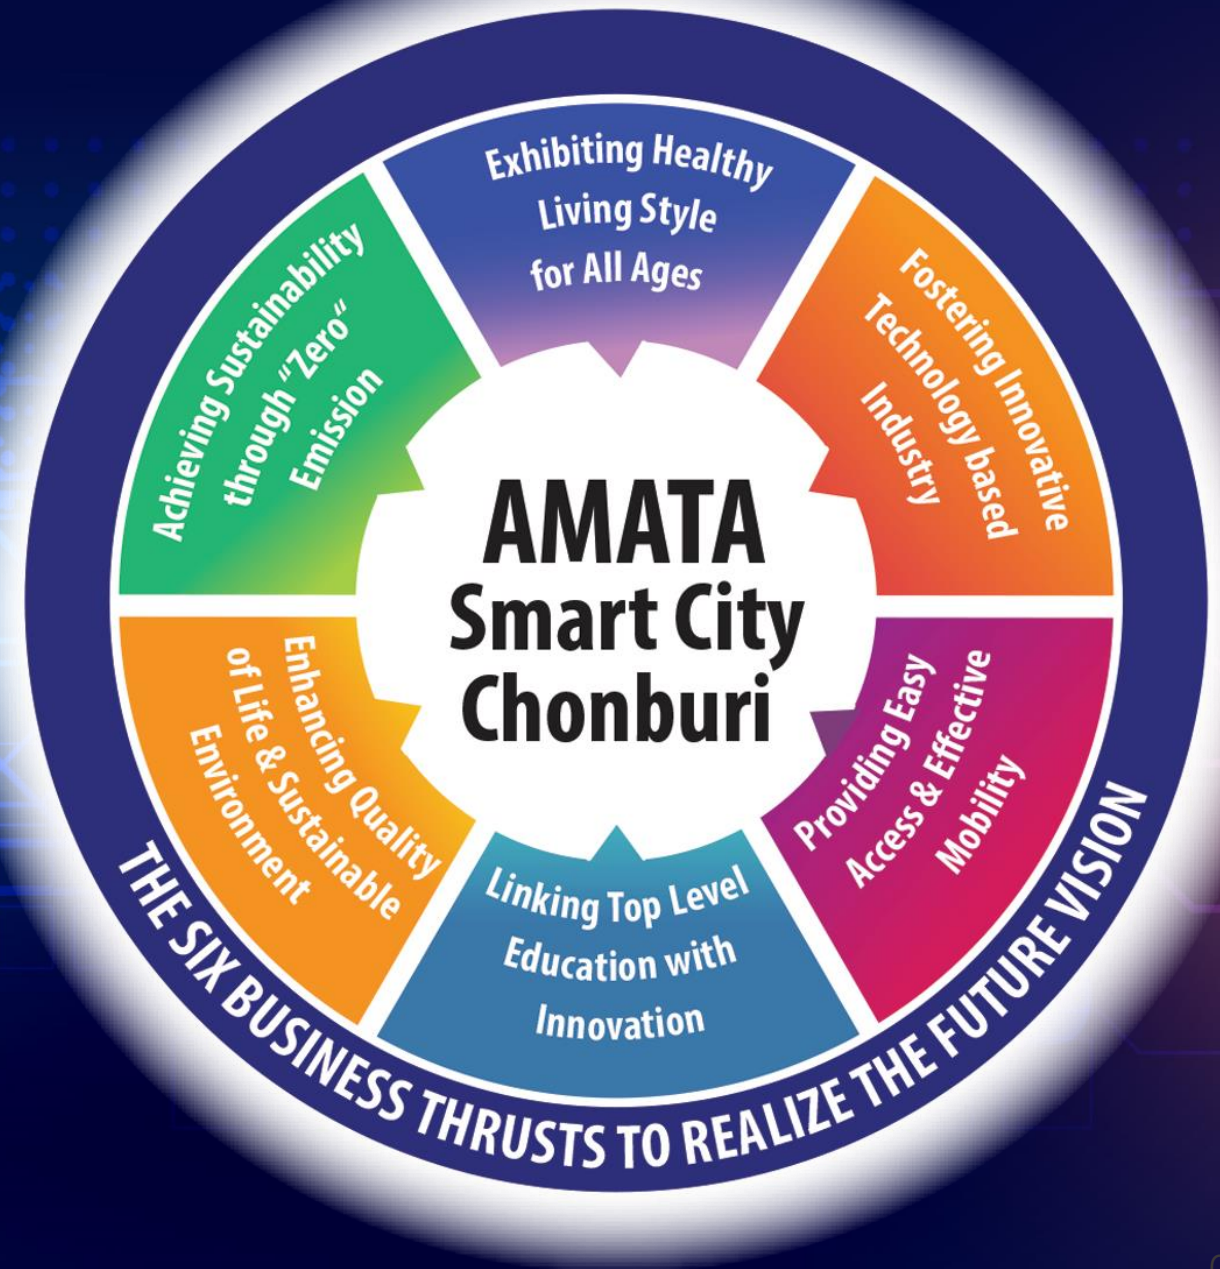 Exhibiting Healthy
Living Style
for All Ages
Fostering Innovative
Technology based
Industry
Providing Easy
Access & Effective
Mobility
Linking Top Level
Education with
Innovation
Enhancing Quality
of Life & Sustainable
Environment
Achieving Sustainability
through "Zero"
Emission
AMATA
Smart City
Chonburi
THE SIX BUSINESS THRUSTS TO REALIZE THE FUTURE VISION